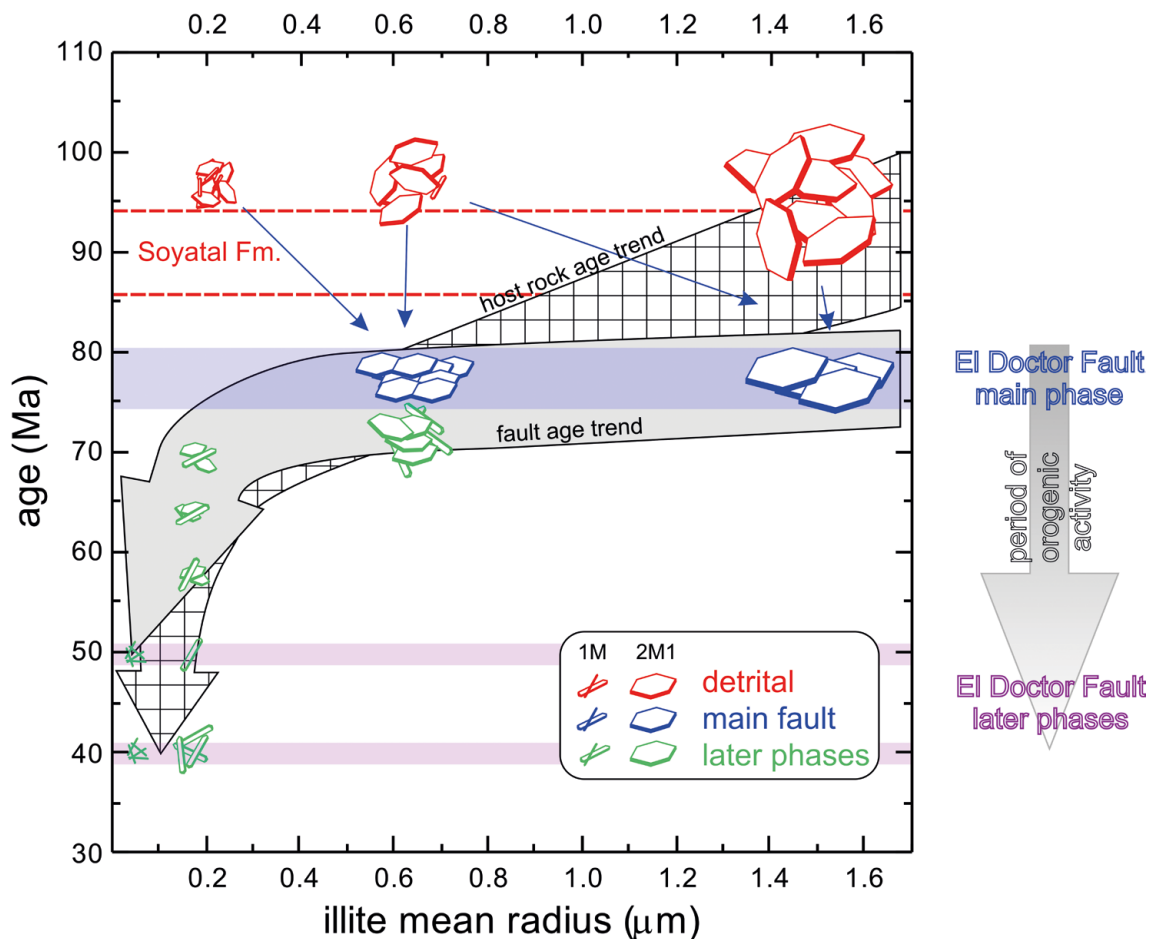 0.2 0.4 0.6 0.8 1.0 1.2 1.4 1.6
110
100
90
80
70
60
50
40
30
age (Ma)
Soyatal Fm.
host rock age trend
fault age trend
1M 2M1
detrital
main fault
later phases
0.2 0.4 0.6 0.8 1.0 1.2 1.4 1.6
illite mean radius (μm)
El Doctor Fault
main phase
period of
orogenic
activity
El Doctor Fault
later phases